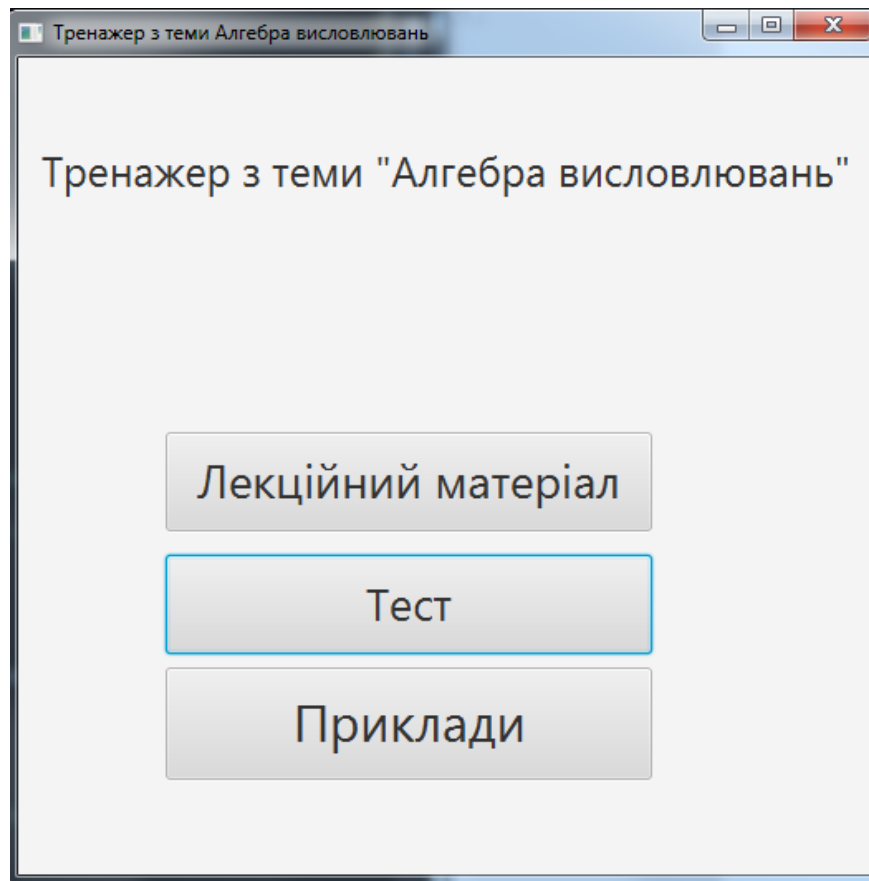 Тренажер з теми Алгебра висловлювань
Тренажер з теми "Алгебра висловлювань"
Лекційний матеріал
Тест
Приклади